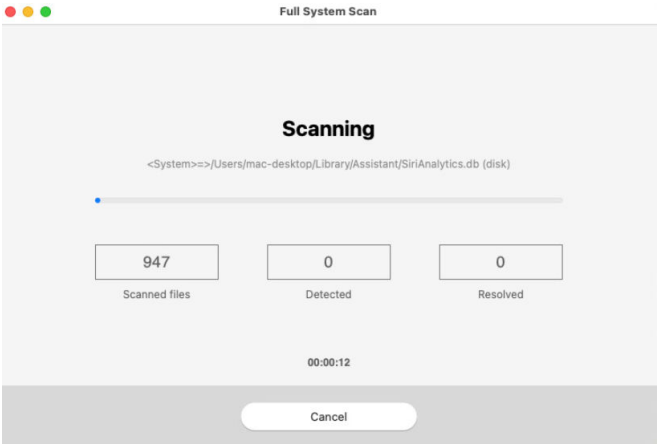 Full System Scan
Scanning
<System>=>/Users/mac-desktop/Library/Assistant/SiriAnalytics.db (disk)
947 0 0
Scanned files Detected Resolved
00:00:12
Cancel